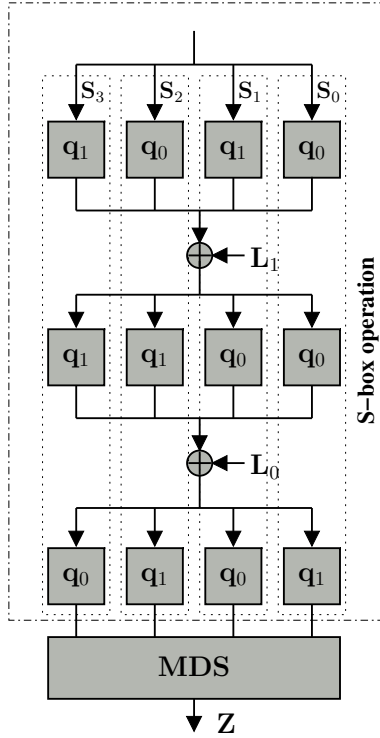 S₃ S₂ S₁ S₀
q₁ q₀ q₁ q₀
L₁
q₁ q₁ q₀ q₀
S−box operation
L₀
q₀ q₁ q₀ q₁
MDS
Z